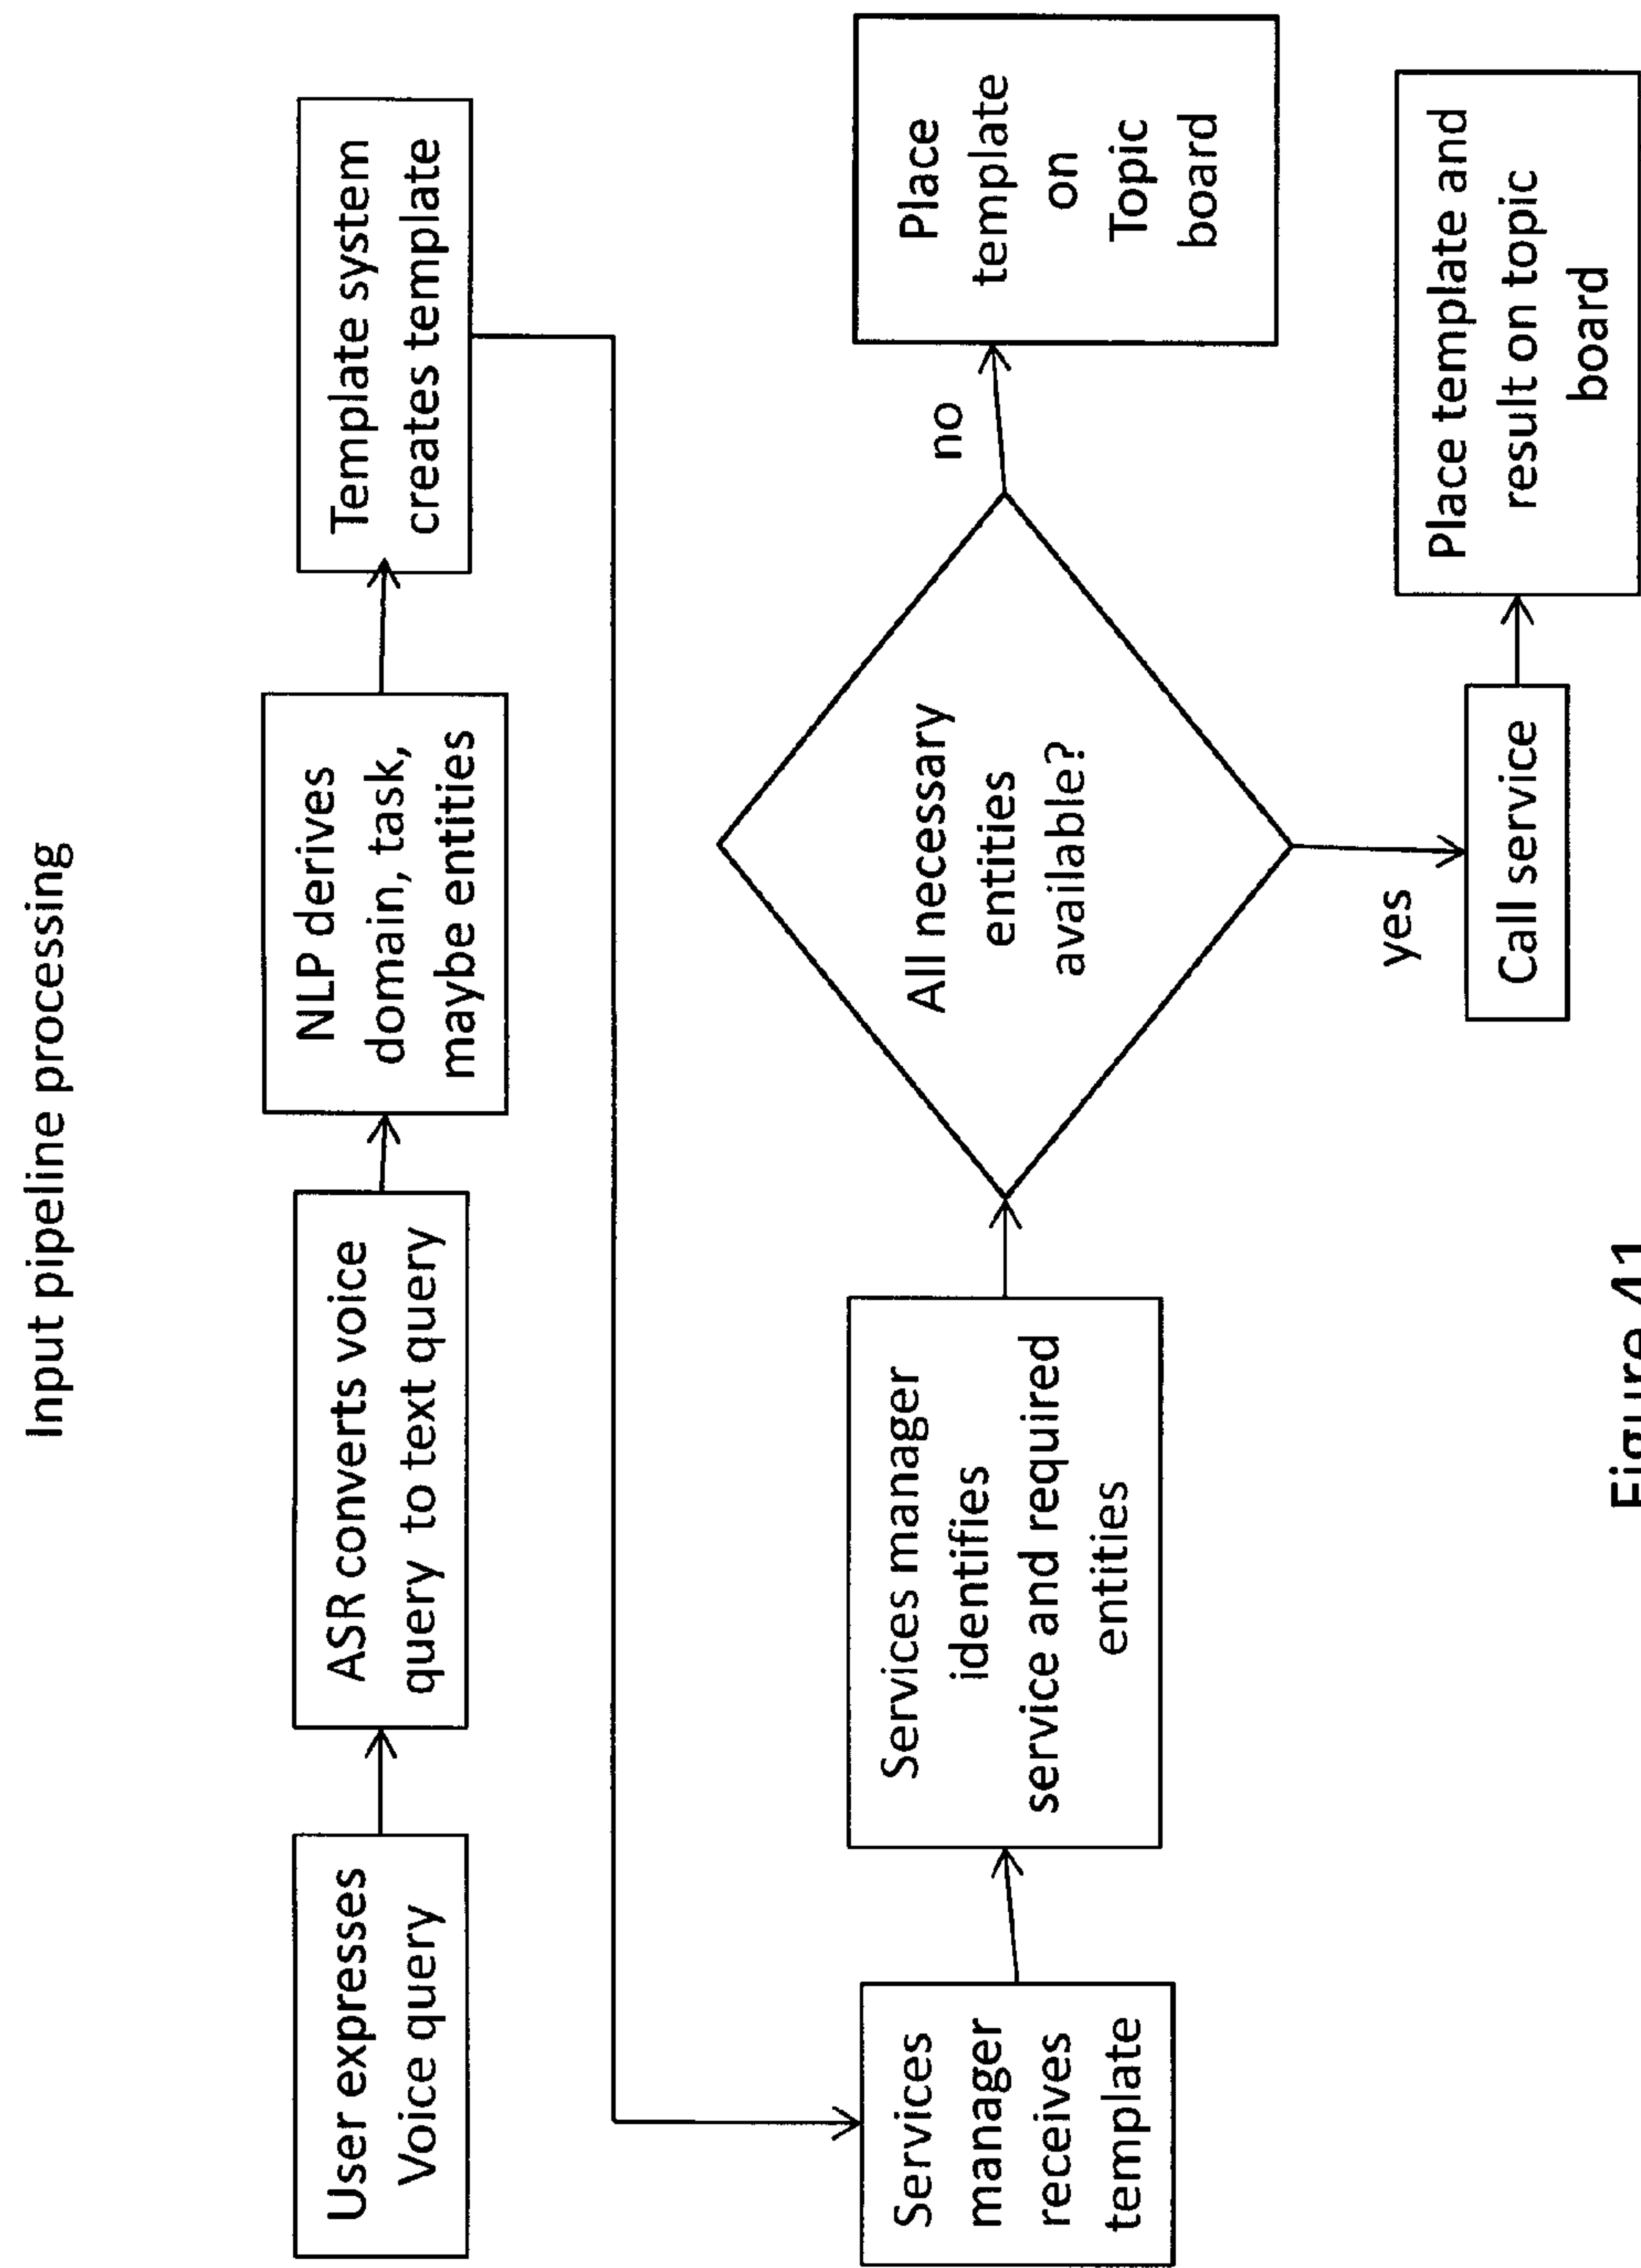 Input pipeline processing
User expresses
Voice query
ASR converts voice
query to text query
NLP derives
domain, task,
maybe entities
Template system
creates template
Services
manager
receives
template
Services manager
identifies
service and required
entities
All necessary
entities
available?
no
Place
template
on
Topic
board
yes
Call service
Place template and
result on topic
board
Figure 41